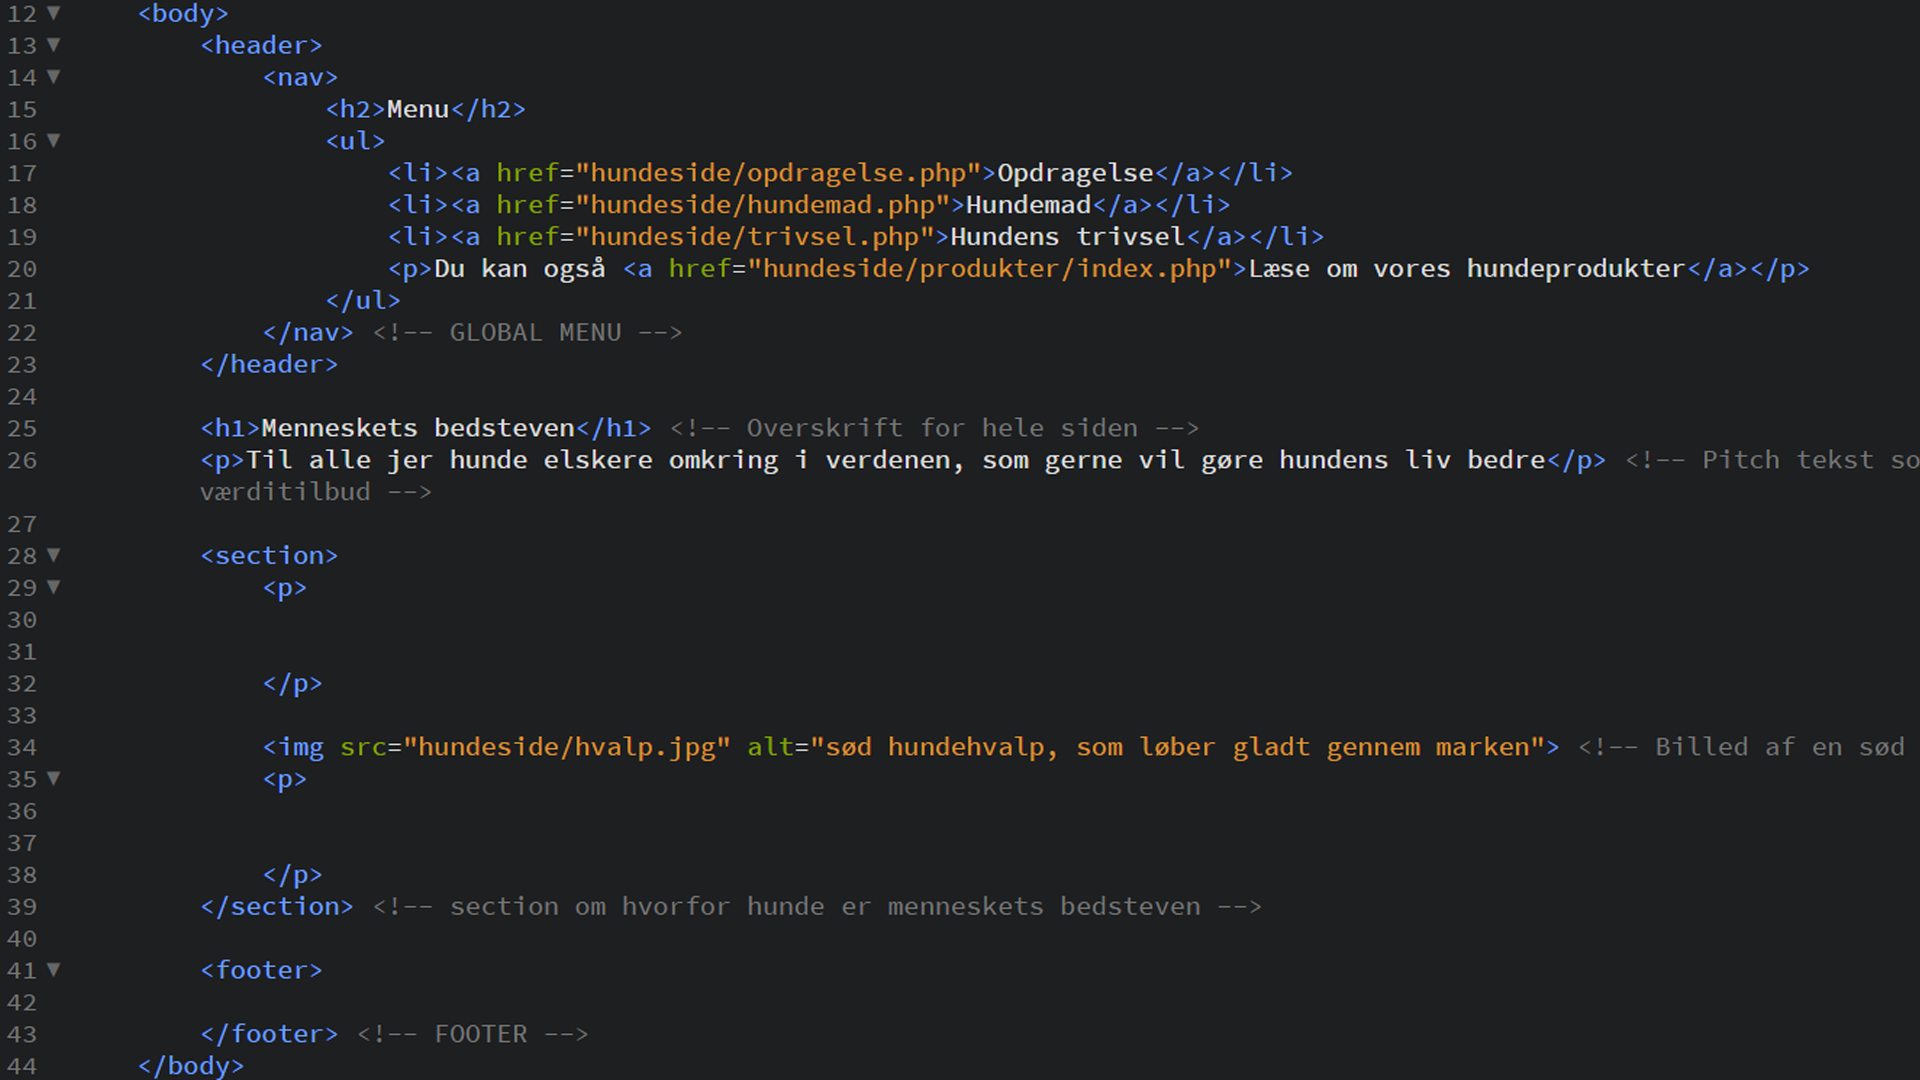 12 ▼ <body>
13 ▼ <header>
14 ▼ <nav>
15 <h2>Menu</h2>
16 ▼ <ul>
17 <li><a href="hundeside/opdragelse.php">Opdragelse</a></li>
18 <li><a href="hundeside/hundemad.php">Hundemad</a></li>
19 <li><a href="hundeside/trivsel.php">Hundens trivsel</a></li>
20 <p>Du kan også <a href="hundeside/produkter/index.php">Læse om vores hundeprodukter</a></p>
21 </ul>
22 </nav> <!-- GLOBAL MENU -->
23 </header>
24
25 <h1>Menneskets bedsteven</h1> <!-- Overskrift for hele siden -->
26 <p>Til alle jer hunde elskere omkring i verdenen, som gerne vil gøre hundens liv bedre</p> <!-- Pitch tekst so
værditilbud -->
27
28 ▼ <section>
29 ▼ <p>
30
31
32 </p>
33
34 <img src="hundeside/hvalp.jpg" alt="sød hundehvalp, som løber gladt gennem marken"> <!-- Billed af en sød
35 ▼ <p>
36
37
38 </p>
39 </section> <!-- section om hvorfor hunde er menneskets bedsteven -->
40
41 ▼ <footer>
42
43 </footer> <!-- FOOTER -->
44 </body>